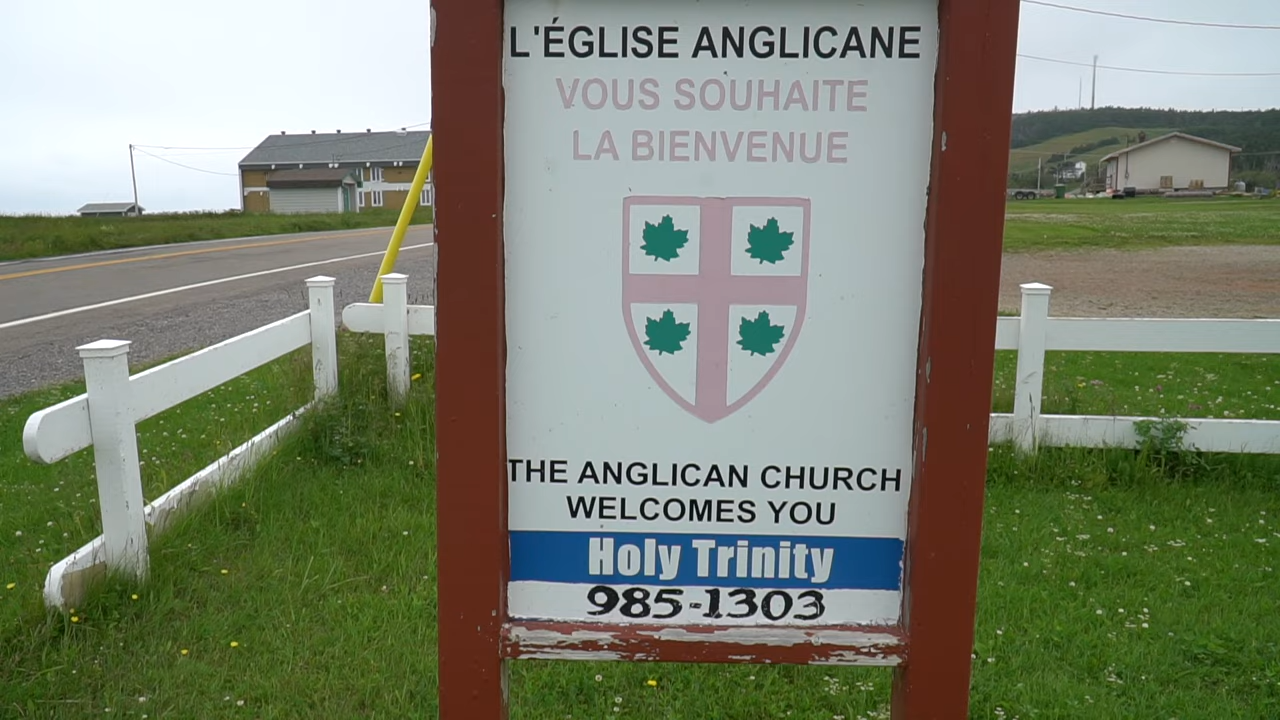 L'ÉGLISE ANGLICANE
VOUS SOUHAITE
LA BIENVENUE
THE ANGLICAN CHURCH
WELCOMES YOU
Holy Trinity
985-1303